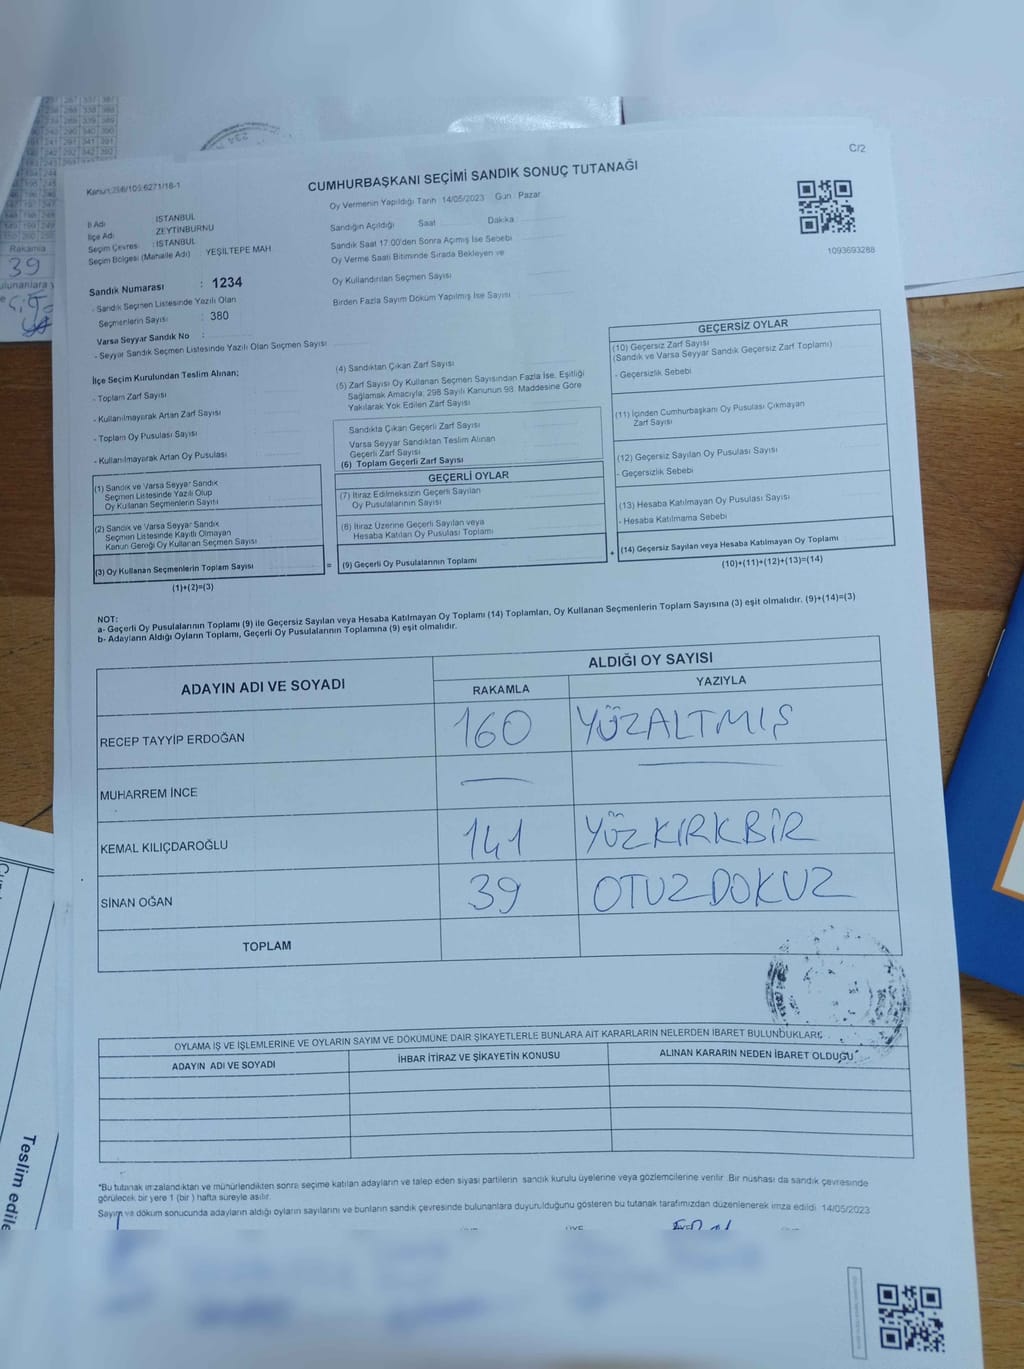 C/2
Kanun:298/109,6271/18-1
CUMHURBAŞKANI SEÇİMİ SANDIK SONUÇ TUTANAĞI
Oy Vermenin Yapıldığı Tarih 14/05/2023 Gün : Pazar
İl Adı : İSTANBUL
İlçe Adı : ZEYTİNBURNU
Seçim Çevresi : İSTANBUL
Seçim Bölgesi (Mahalle Adı) YEŞİLTEPE MAH
Sandık Numarası : 1234
- Sandık Seçmen Listesinde Yazılı Olan
Seçmenlerin Sayısı : 380
Varsa Seyyar Sandık No :
- Seyyar Sandık Seçmen Listesinde Yazılı Olan Seçmen Sayısı
Sandığın Açıldığı Saat Dakika
Sandık Saat 17:00'den Sonra Açımış İse Sebebi
Oy Verme Saati Bitiminde Sırada Bekleyen ve
Oy Kullandırılan Seçmen Sayısı
Birden Fazla Sayım Döküm Yapılmış İse Sayısı
1093693288
İlçe Seçim Kurulundan Teslim Alınan;
- Toplam Zarf Sayısı
- Kullanılmayarak Artan Zarf Sayısı
- Toplam Oy Pusulası Sayısı
- Kullanılmayarak Artan Oy Pusulası
(1) Sandık ve Varsa Seyyar Sandık
Seçmen Listesinde Yazılı Olup
Oy Kullanan Seçmenlerin Sayısı
(2) Sandık ve Varsa Seyyar Sandık
Seçmen Listesinde Kayıtlı Olmayan
Kanun Gereği Oy Kullanan Seçmen Sayısı
(3) Oy Kullanan Seçmenlerin Toplam Sayısı
(1)+(2)=(3)
(4) Sandıktan Çıkan Zarf Sayısı
(5) Zarf Sayısı Oy Kullanan Seçmen Sayısından Fazla İse, Eşitliği
Sağlamak Amacıyla, 298 Sayılı Kanunun 98. Maddesine Göre
Yakılarak Yok Edilen Zarf Sayısı
Sandıkta Çıkan Geçerli Zarf Sayısı
Varsa Seyyar Sandıktan Teslim Alınan
Geçerli Zarf Sayısı
(6) Toplam Geçerli Zarf Sayısı
GEÇERLİ OYLAR
(7) İtiraz Edilmeksizin Geçerli Sayılan
Oy Pusulalarının Sayısı
(8) İtiraz Üzerine Geçerli Sayılan veya
Hesaba Katılan Oy Pusulası Toplamı
= (9) Geçerli Oy Pusulalarının Toplamı
GEÇERSİZ OYLAR
(10) Geçersiz Zarf Sayısı
(Sandık ve Varsa Seyyar Sandık Geçersiz Zarf Toplamı)
- Geçersizlik Sebebi
(11) İçinden Cumhurbaşkanı Oy Pusulası Çıkmayan
Zarf Sayısı
(12) Geçersiz Sayılan Oy Pusulası Sayısı
- Geçersizlik Sebebi
(13) Hesaba Katılmayan Oy Pusulası Sayısı
- Hesaba Katılmama Sebebi
+ (14) Geçersiz Sayılan veya Hesaba Katılmayan Oy Toplamı
(10)+(11)+(12)+(13)=(14)
NOT:
a- Geçerli Oy Pusulalarının Toplamı (9) ile Geçersiz Sayılan veya Hesaba Katılmayan Oy Toplamı (14) Toplamları, Oy Kullanan Seçmenlerin Toplam Sayısına (3) eşit olmalıdır. (9)+(14)=(3)
b- Adayların Aldığı Oyların Toplamı, Geçerli Oy Pusulalarının Toplamına (9) eşit olmalıdır.
ADAYIN ADI VE SOYADI
ALDIĞI OY SAYISI
RAKAMLA YAZIYLA
RECEP TAYYİP ERDOĞAN 160 YÜZALTMIŞ
MUHARREM İNCE
KEMAL KILIÇDAROĞLU 141 YÜZKIRKBİR
SİNAN OĞAN 39 OTUZDOKUZ
TOPLAM
OYLAMA İŞ VE İŞLEMLERİNE VE OYLARIN SAYIM VE DÖKÜMÜNE DAİR ŞİKAYETLERLE BUNLARA AİT KARARLARIN NELERDEN İBARET BULUNDUKLARI
ADAYIN ADI VE SOYADI İHBAR İTİRAZ VE ŞİKAYETİN KONUSU ALINAN KARARIN NEDEN İBARET OLDUĞU
*Bu tutanak imzalandıktan ve mühürlendikten sonra seçime katılan adayların ve talep eden siyasi partilerin sandık kurulu üyelerine veya gözlemcilerine verilir. Bir nüshası da sandık çevresinde
görülecek bir yere 1 (bir ) hafta süreyle asılır.
Sayım ve döküm sonucunda adayların aldığı oyların sayılarını ve bunların sandık çevresinde bulunanlara duyurulduğunu gösteren bu tutanak tarafımızdan düzenlenerek imza edildi. 14/05/2023
Rakamla
39
Teslim edile